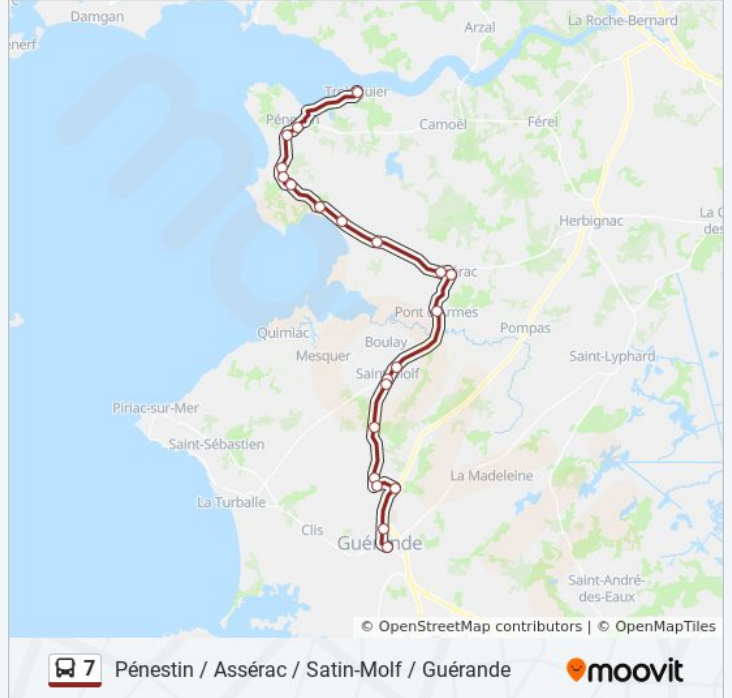 Damgan
La Roche-Bernard
Arzal
Camoël
Férel
Herbignac
Pont
Pompas
Quimiac
Boulay
Mesquer
Saint-Lyphard
Piriac-sur-Mer
Saint-Sébastien
La Madeleine
La Turballe
Clis
Guérande
Saint-André-
des-Eaux
© OpenStreetMap contributors | © OpenMapTiles
7 Pénestin / Assérac / Satin-Molf / Guérande
moovit